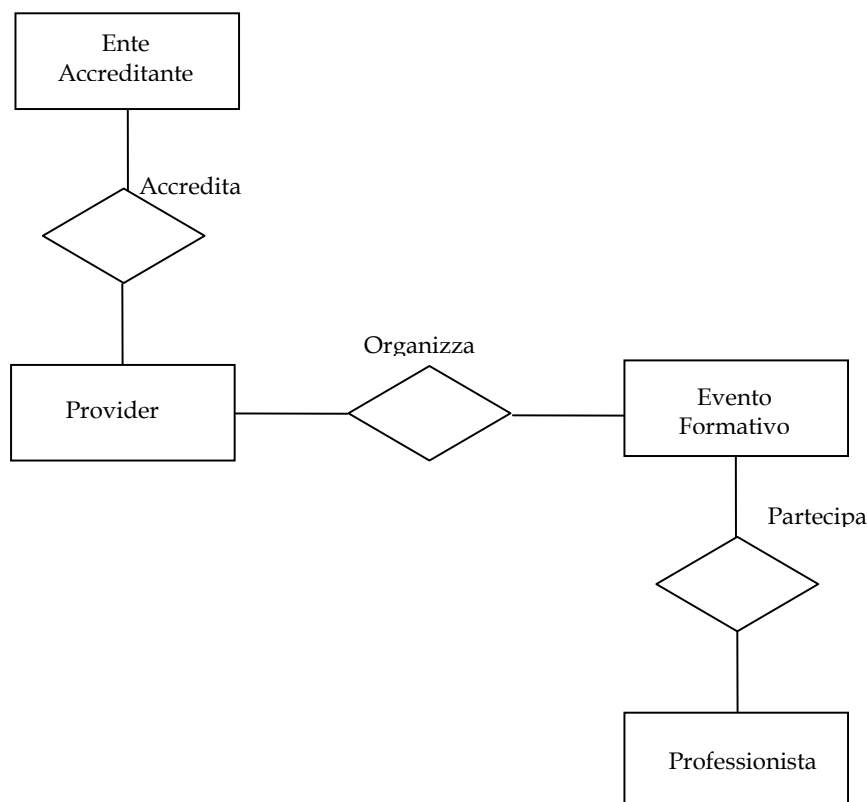 Ente
Accreditante
Accredita
Organizza
Provider
Evento
Formativo
Partecipa
Professionista